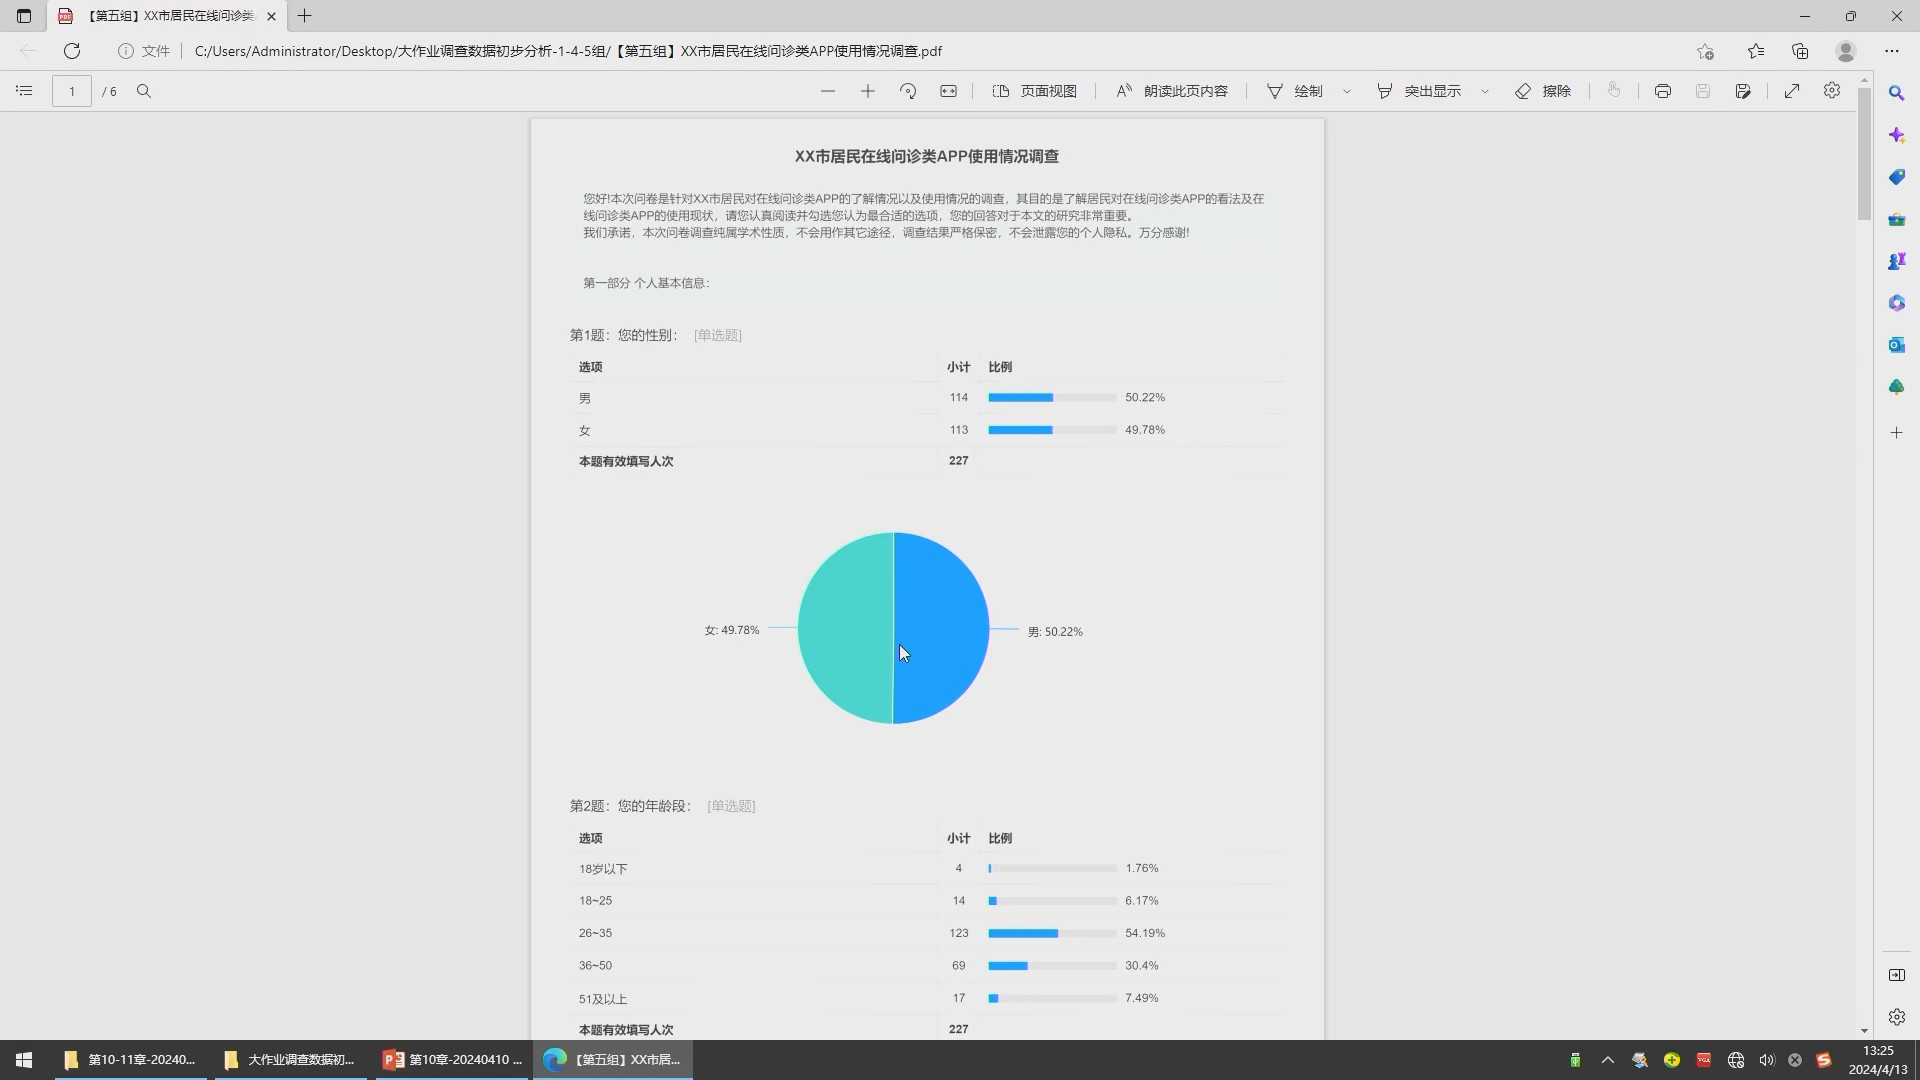 【第五组】XX市居民在线问诊类
文件 C:/Users/Administrator/Desktop/大作业调查数据初步分析-1-4-5组/【第五组】XX市居民在线问诊类APP使用情况调查.pdf
1 / 6 页面视图 朗读此页内容 绘制 突出显示 擦除
XX市居民在线问诊类APP使用情况调查
您好!本次问卷是针对XX市居民对在线问诊类APP的了解情况以及使用情况的调查，其目的是了解居民对在线问诊类APP的看法及在
线问诊类APP的使用现状，请您认真阅读并勾选您认为最合适的选项，您的回答对于本文的研究非常重要。
我们承诺，本次问卷调查纯属学术性质，不会用作其它途径，调查结果严格保密，不会泄露您的个人隐私。万分感谢!
第一部分 个人基本信息：
第1题：您的性别： [单选题]
选项 小计 比例
男 114 50.22%
女 113 49.78%
本题有效填写人次 227
女: 49.78% 男: 50.22%
第2题：您的年龄段： [单选题]
选项 小计 比例
18岁以下 4 1.76%
18~25 14 6.17%
26~35 123 54.19%
36~50 69 30.4%
51及以上 17 7.49%
本题有效填写人次 227
第10-11章-20240... 大作业调查数据初... 第10章-20240410 ... 【第五组】XX市居...
13:25
2024/4/13